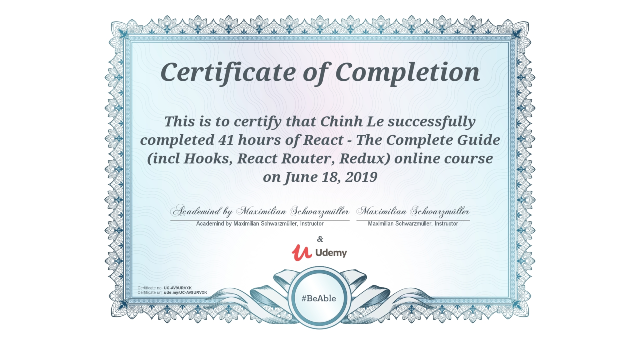 Certificate of Completion
This is to certify that Chinh Le successfully
completed 41 hours of React - The Complete Guide
(incl Hooks, React Router, Redux) online course
on June 18, 2019
Academind by Maximilian Schwarzmüller Maximilian Schwarzmüller
Academind by Maximilian Schwarzmüller, Instructor Maximilian Schwarzmüller, Instructor
&
Udemy
#BeAble
Certificate no:
Certificate url: